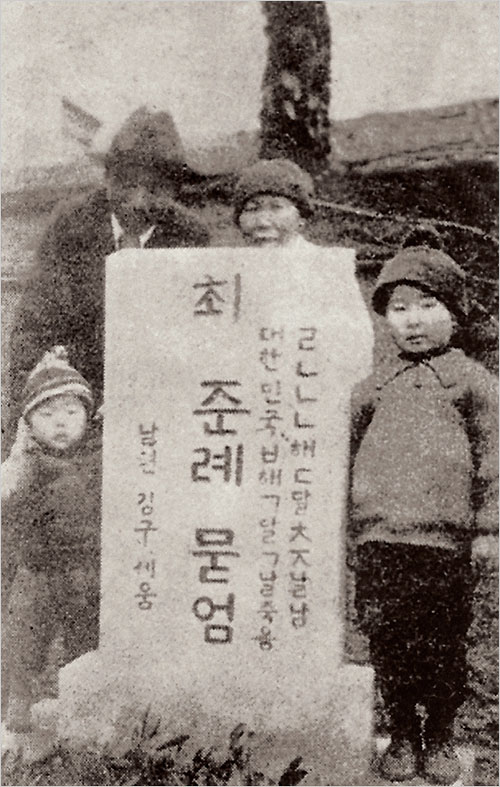 ㄹㄴㄴㄴ해ㄷ달ㅊㅈ날남
대한민국ㅂ해ㄱ달ㄱ날죽음
최 준례 묻엄
남편 김구 세움